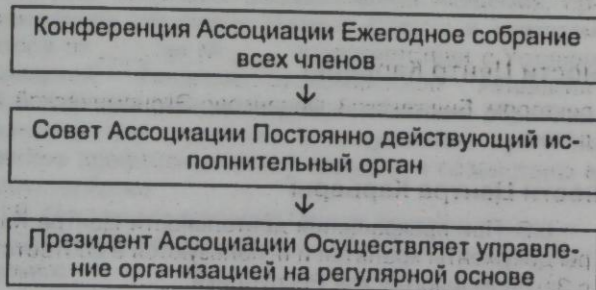 Конференция Ассоциации Ежегодное собрание
всех членов
Совет Ассоциации Постоянно действующий ис-
полнительный орган
Президент Ассоциации Осуществляет управле-
ние организацией на регулярной основе